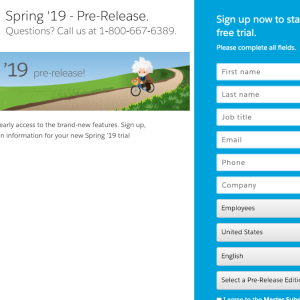 Spring '19 - Pre-Release.
Questions? Call us at 1-800-667-6389.
'19 pre-release!
early access to the brand-new features. Sign up,
n information for your new Spring '19 trial
Sign up now to sta
free trial.
Please complete all fields.
First name
Last name
Job title
Email
Phone
Company
Employees
United States
English
Select a Pre-Release Editio
I agree to the Master Subs